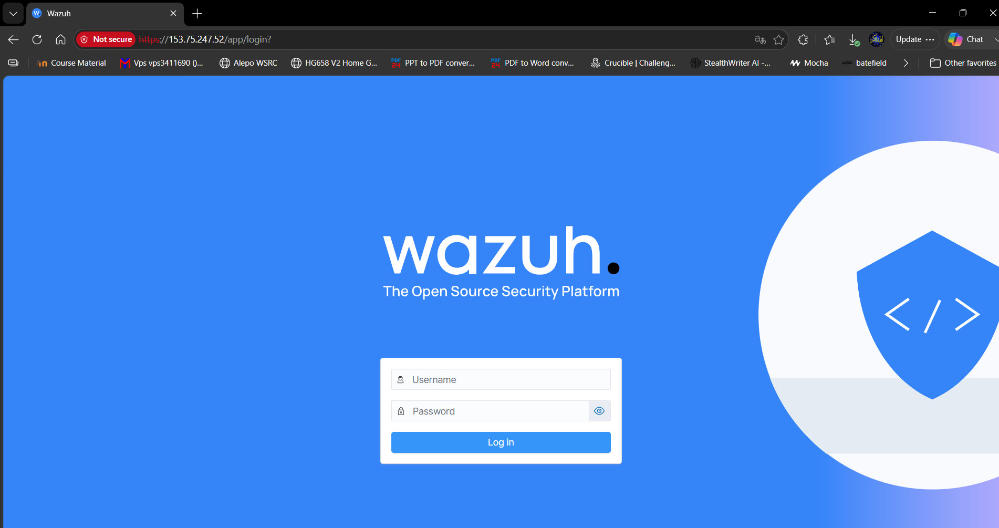 Wazuh
Not secure https://153.75.247.52/app/login?
Update
Chat
Course Material
Vps vps3411690 ()...
Alepo WSRC
HG658 V2 Home G...
PPT to PDF conver...
PDF to Word conv...
Crucible | Challeng...
StealthWriter AI -...
Mocha
batefield
Other favorites
wazuh.
The Open Source Security Platform
</>
Username
Password
Log in